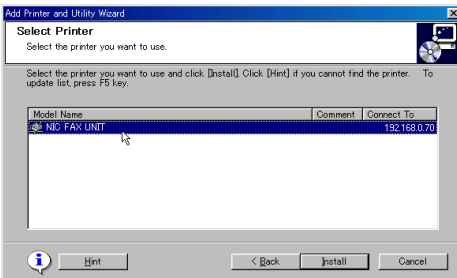 Add Printer and Utility Wizard
Select Printer
Select the printer you want to use.
Select the printer you want to use and click [Install]. Click [Hint] if you cannot find the printer. To
update list, press F5 key.
Model Name Comment Connect To
NIC FAX UNIT 192.168.0.70
Hint < Back Install Cancel